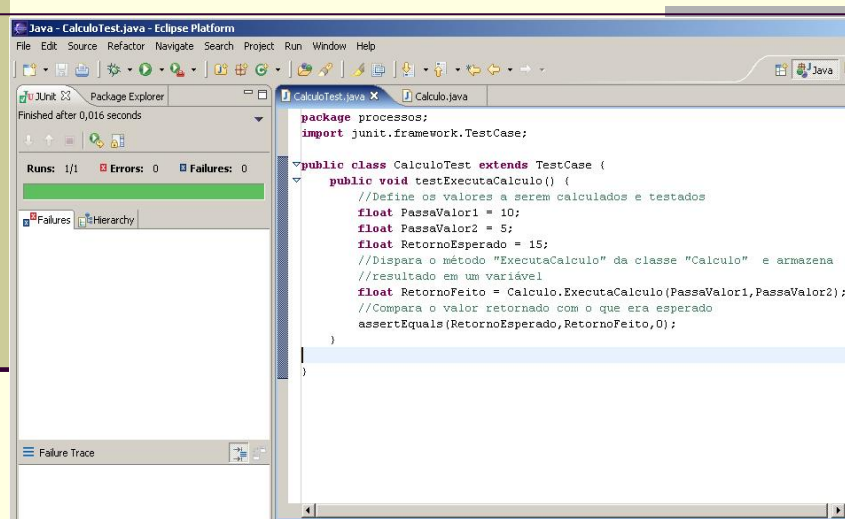 Java - CalculoTest.java - Eclipse Platform
File Edit Source Refactor Navigate Search Project Run Window Help
Java
JUnit Package Explorer
CalculoTest.java Calculo.java
Finished after 0,016 seconds
Runs: 1/1 Errors: 0 Failures: 0
Failures Hierarchy
Failure Trace
package processos;
import junit.framework.TestCase;
public class CalculoTest extends TestCase {
public void testExecutaCalculo() {
//Define os valores a serem calculados e testados
float PassaValor1 = 10;
float PassaValor2 = 5;
float RetornoEsperado = 15;
//Dispara o método "ExecutaCalculo" da classe "Calculo" e armazena
//resultado em um variável
float RetornoFeito = Calculo.ExecutaCalculo(PassaValor1,PassaValor2);
//Compara o valor retornado com o que era esperado
assertEquals(RetornoEsperado,RetornoFeito,0);
}
}